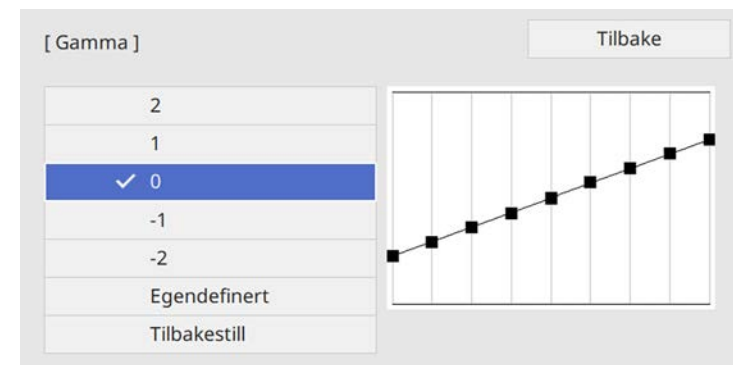 [ Gamma ]
Tilbake
2
1
0
-1
-2
Egendefinert
Tilbakestill